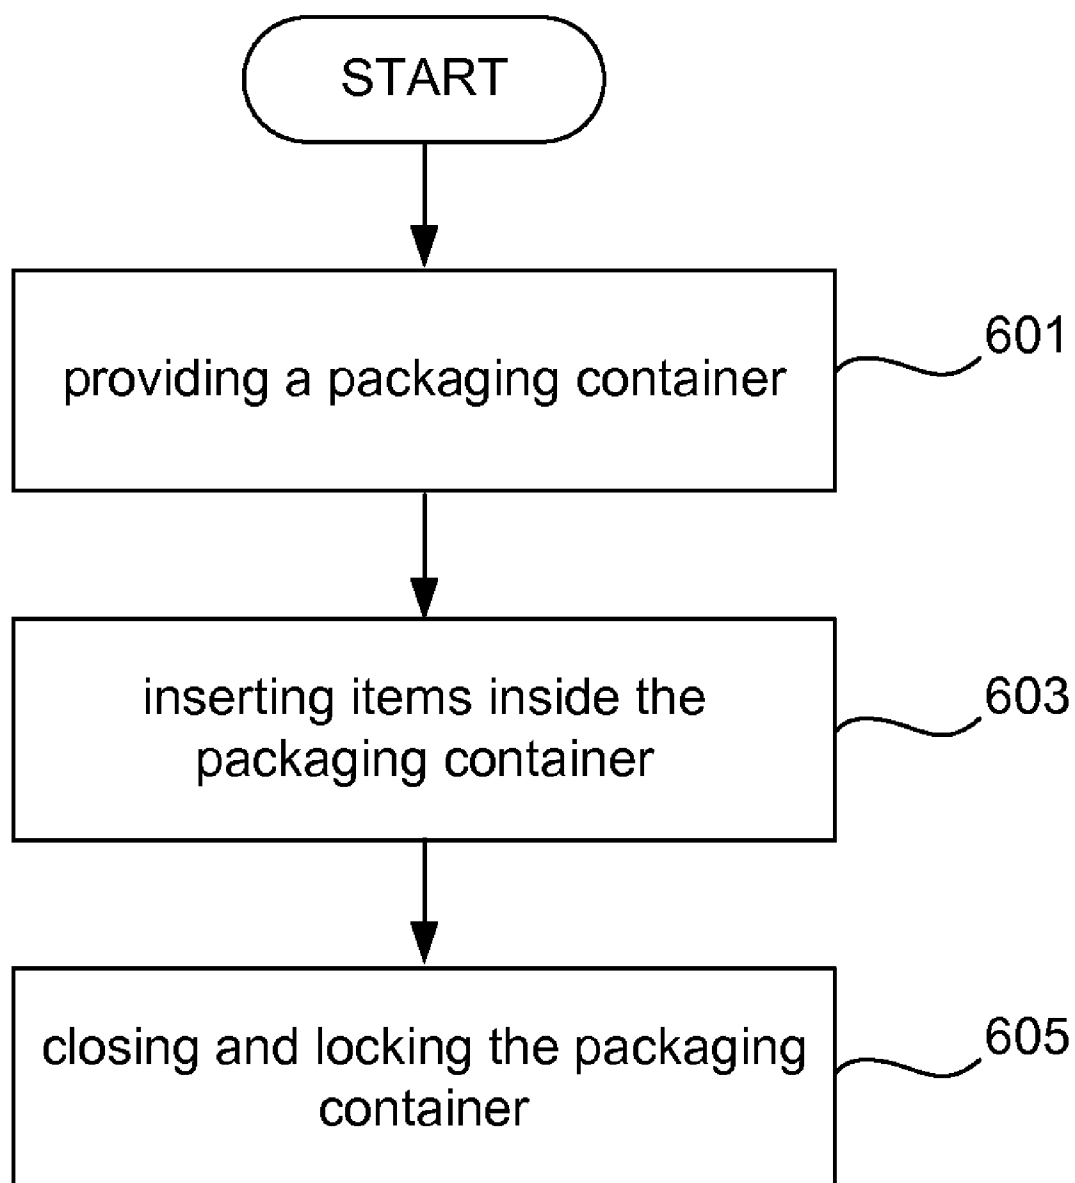 START
providing a packaging container
601
inserting items inside the
packaging container
603
closing and locking the packaging
container
605